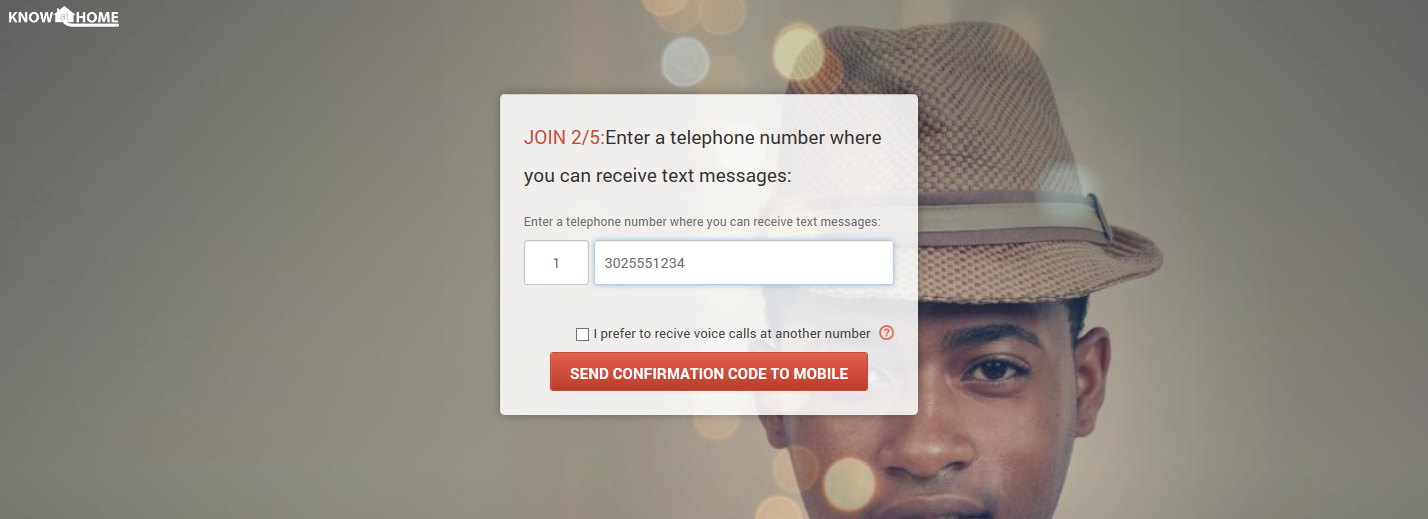 KNOW at HOME
JOIN 2/5:Enter a telephone number where
you can receive text messages:
Enter a telephone number where you can receive text messages:
1 3025551234
I prefer to recive voice calls at another number ?
SEND CONFIRMATION CODE TO MOBILE